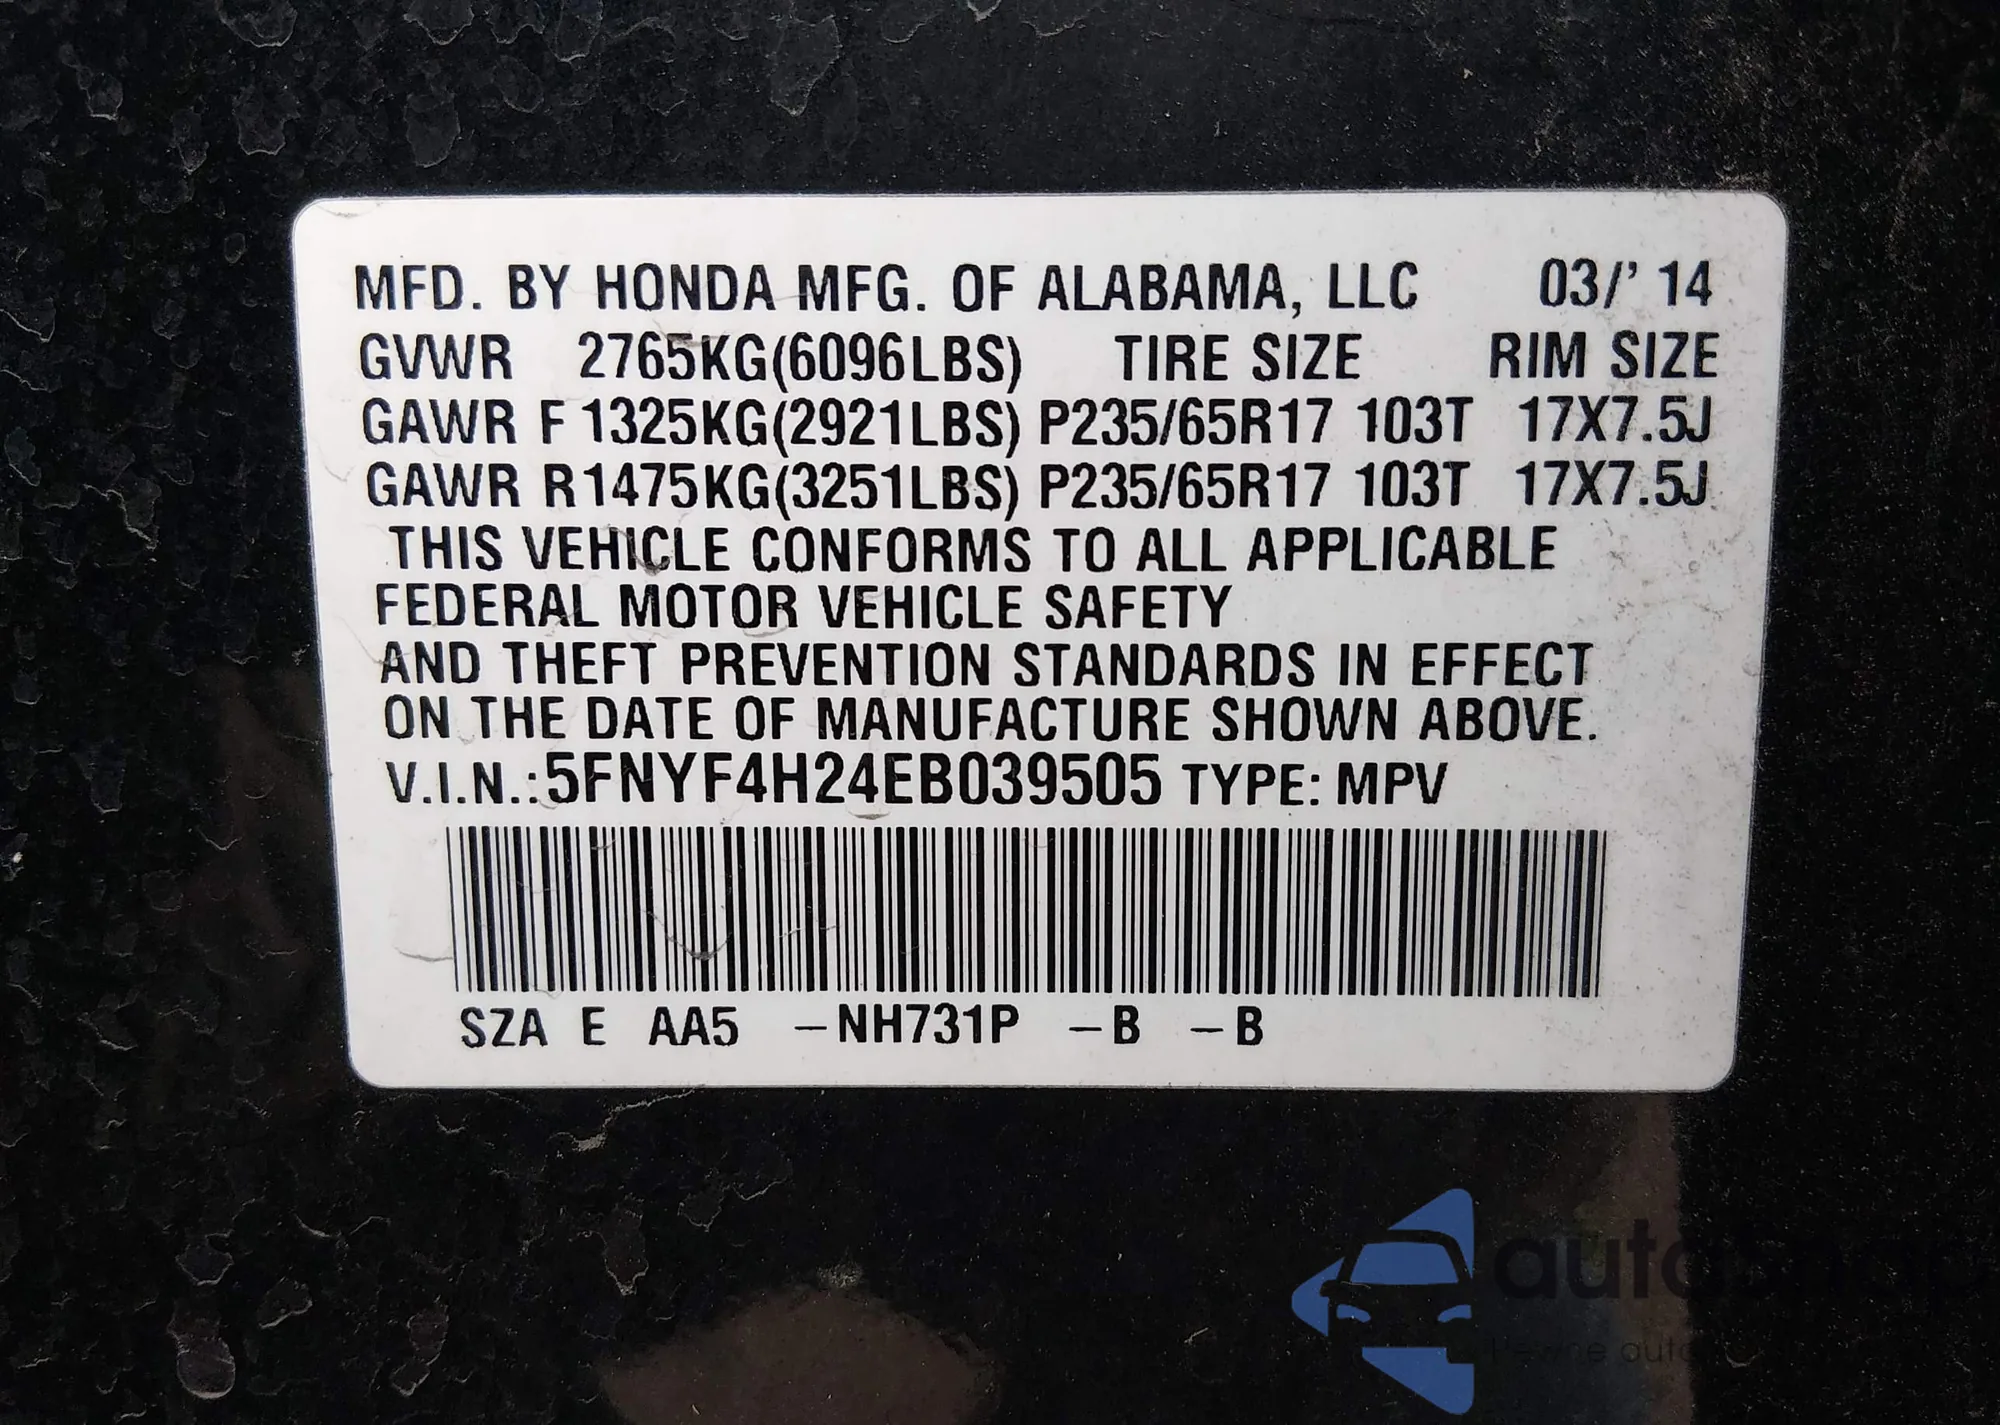 MFD. BY HONDA MFG. OF ALABAMA, LLC 03/' 14
GVWR 2765KG(6096LBS) TIRE SIZE RIM SIZE
GAWR F 1325KG(2921LBS) P235/65R17 103T 17X7.5J
GAWR R 1475KG(3251LBS) P235/65R17 103T 17X7.5J
THIS VEHICLE CONFORMS TO ALL APPLICABLE
FEDERAL MOTOR VEHICLE SAFETY
AND THEFT PREVENTION STANDARDS IN EFFECT
ON THE DATE OF MANUFACTURE SHOWN ABOVE.
V.I.N.: 5FNYF4H24EB039505 TYPE: MPV
SZA E AA5 –NH731P –B –B